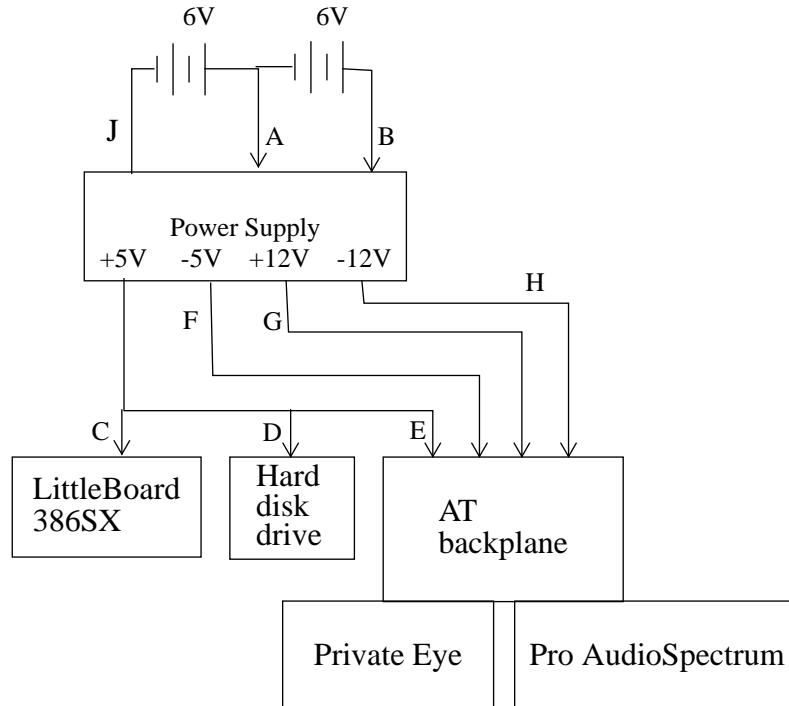 6V
6V
J
A
B
Power Supply
+5V -5V +12V -12V
H
F
G
C
D
E
LittleBoard
386SX
Hard
disk
drive
AT
backplane
Private Eye
Pro AudioSpectrum